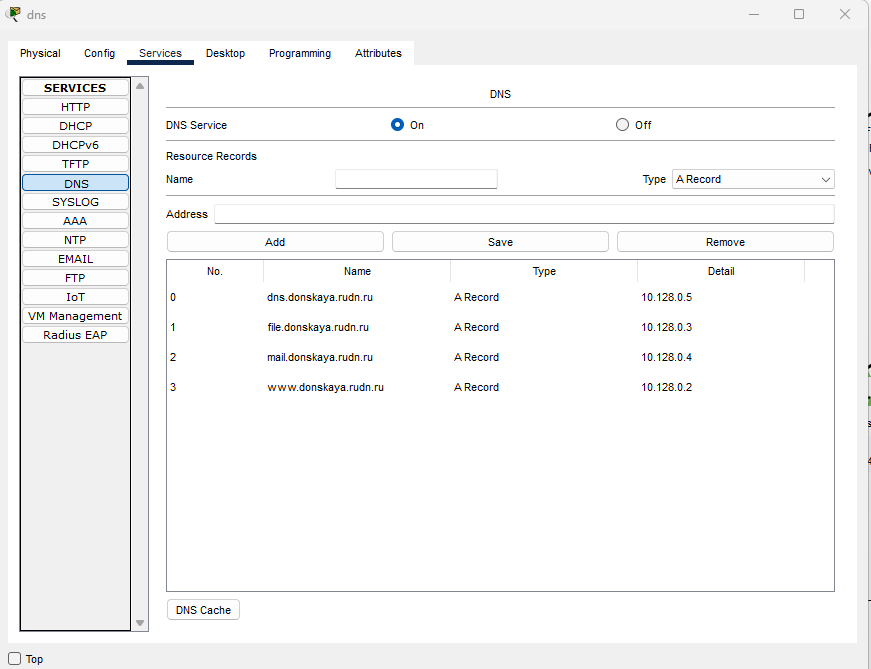 dns
Physical Config Services Desktop Programming Attributes
SERVICES
HTTP
DHCP
DHCPv6
TFTP
DNS
SYSLOG
AAA
NTP
EMAIL
FTP
IoT
VM Management
Radius EAP
DNS
DNS Service On Off
Resource Records
Name Type A Record
Address
Add Save Remove
No. Name Type Detail
0 dns.donskaya.rudn.ru A Record 10.128.0.5
1 file.donskaya.rudn.ru A Record 10.128.0.3
2 mail.donskaya.rudn.ru A Record 10.128.0.4
3 www.donskaya.rudn.ru A Record 10.128.0.2
DNS Cache
Top